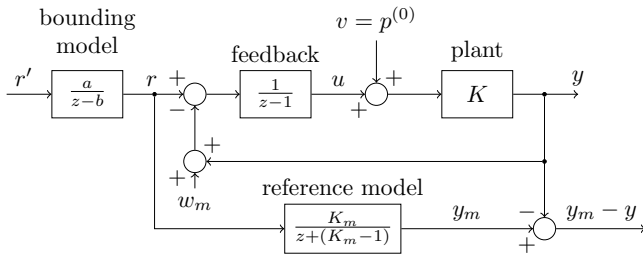 bounding
model
feedback
v = p^{(0)}
plant
r′
a
z−b
r
+
−
1
z−1
u
+
+
K
y
+
+
w_m
reference model
K_m
z+(K_m−1)
y_m
−
+
y_m − y